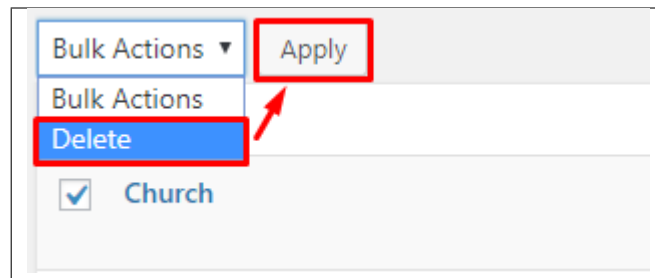 Bulk Actions ▼ Apply
Bulk Actions
Delete
Church